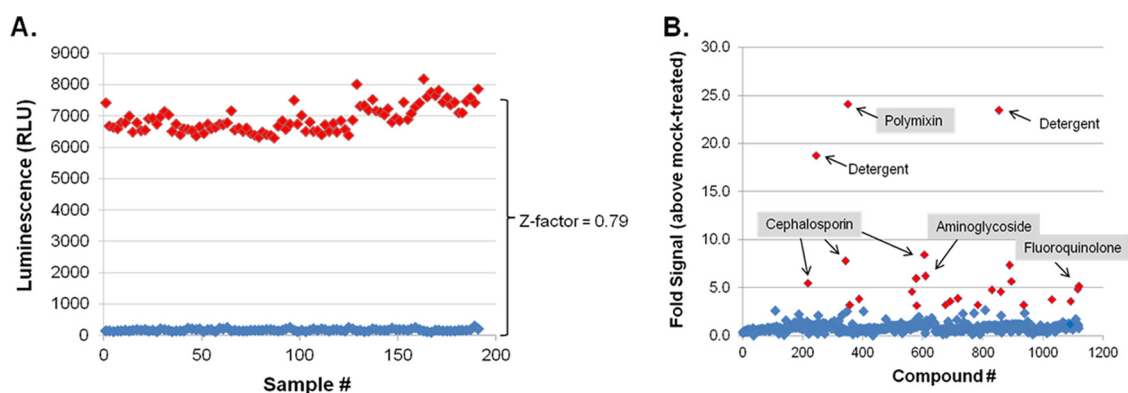 A.
9000
8000
7000
6000
5000
4000
3000
2000
1000
0
Luminescence (RLU)
0
50
100
150
200
Sample #
Z-factor = 0.79
B.
30.0
25.0
20.0
15.0
10.0
5.0
0.0
Fold Signal (above mock-treated)
0
200
400
600
800
1000
1200
Compound #
Polymixin
Detergent
Detergent
Cephalosporin
Aminoglycoside
Fluoroquinolone